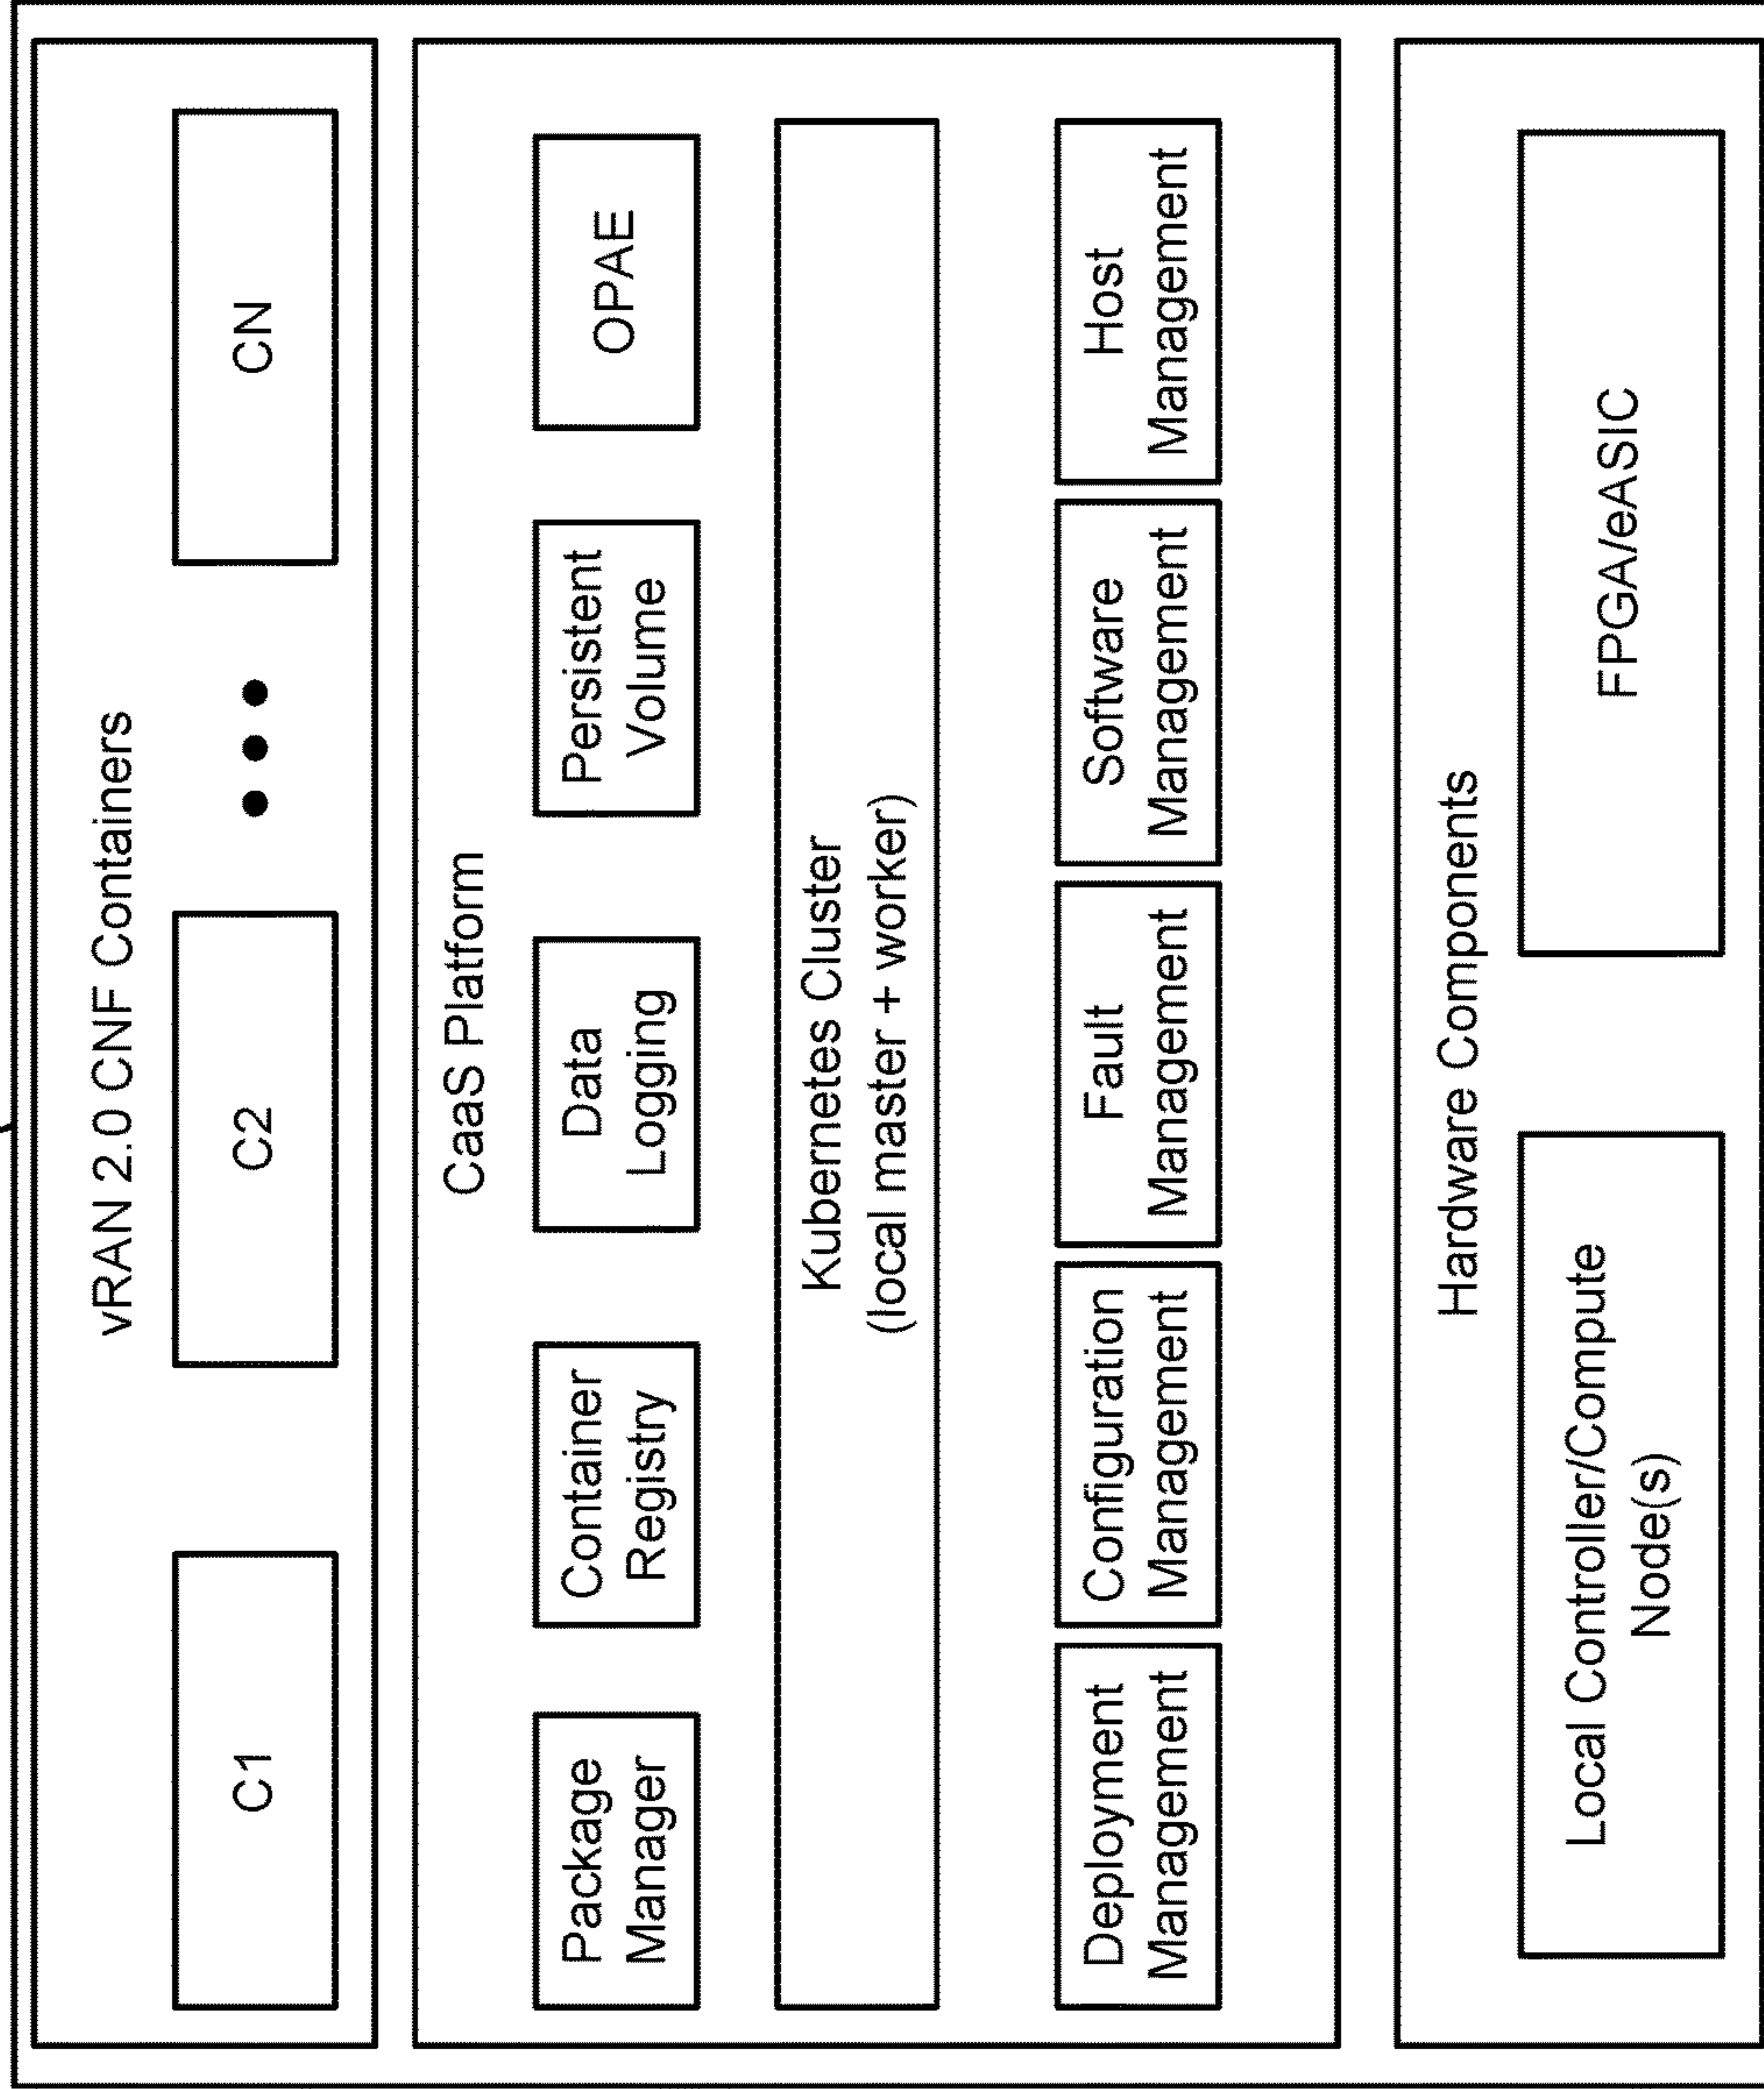 vRAN 2.0 CNF Containers
C1
C2
CN
CaaS Platform
Package
Manager
Container
Registry
Data
Logging
Persistent
Volume
OPAE
Kubernetes Cluster
(local master + worker)
Deployment
Management
Configuration
Management
Fault
Management
Software
Management
Host
Management
Hardware Components
Local Controller/Compute
Node(s)
FPGA/eASIC